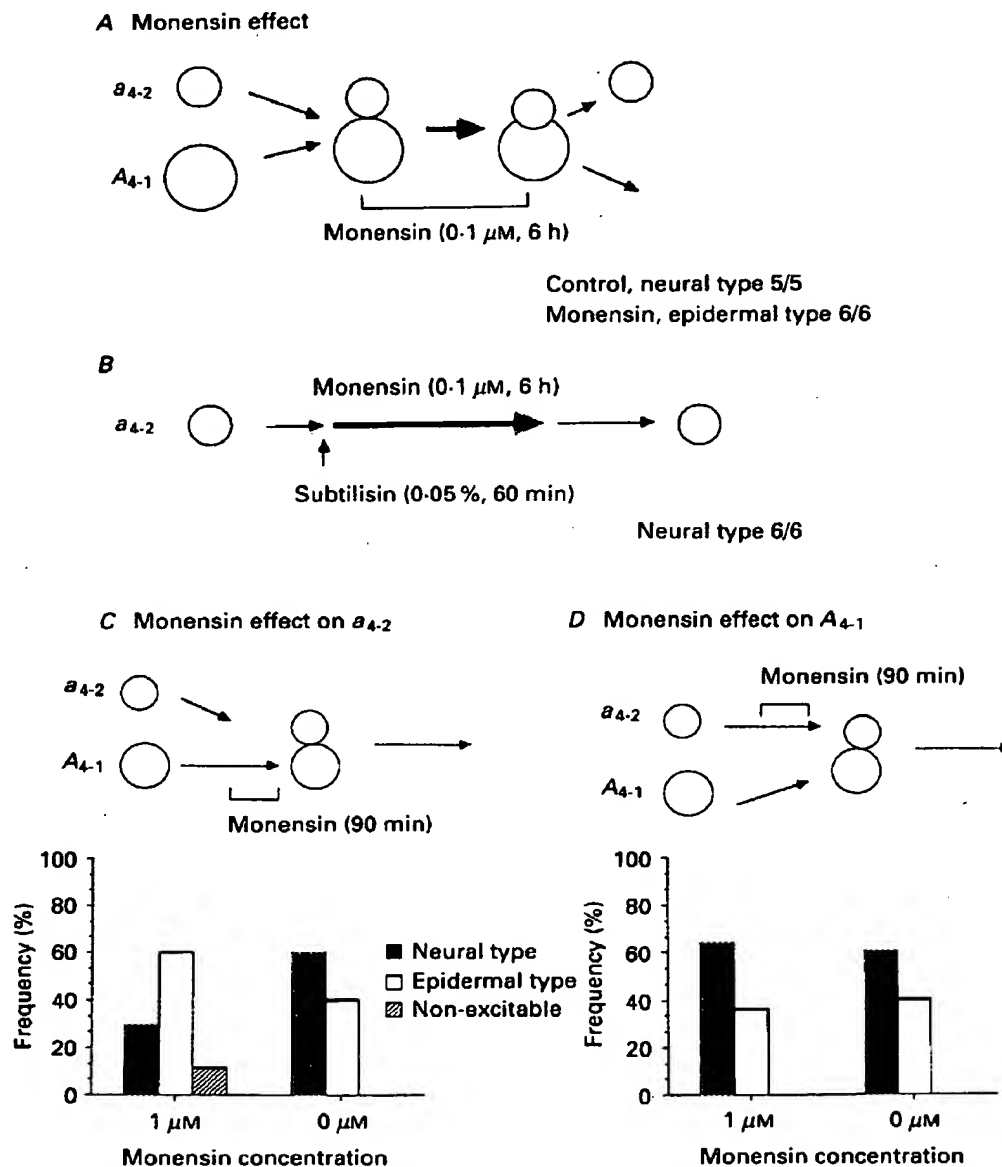 A Monensin effect
a4-2
A4-1
Monensin (0·1 μM, 6 h)
Control, neural type 5/5
Monensin, epidermal type 6/6
B
Monensin (0·1 μM, 6 h)
a4-2
Subtilisin (0·05 %, 60 min)
Neural type 6/6
C Monensin effect on a4-2
a4-2
A4-1
Monensin (90 min)
Frequency (%)
100
80
60
40
20
0
1 μM
0 μM
Monensin concentration
Neural type
Epidermal type
Non-excitable
D Monensin effect on A4-1
Monensin (90 min)
a4-2
A4-1
Frequency (%)
100
80
60
40
20
0
1 μM
0 μM
Monensin concentration